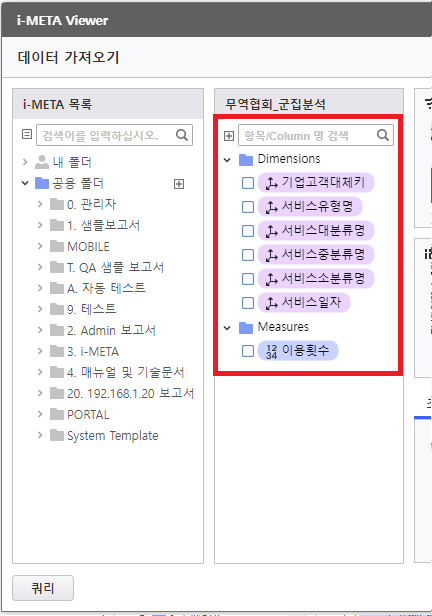 i-META Viewer
데이터 가져오기
i-META 목록
검색어를 입력하십시오.
내 폴더
공용 폴더
0. 관리자
1. 샘플보고서
MOBILE
T. QA 샘플 보고서
A. 자동 테스트
9. 테스트
2. Admin 보고서
3. i-META
4. 매뉴얼 및 기술문서
20. 192.168.1.20 보고서
PORTAL
System Template
무역협회_군집분석
항목/Column 명 검색
Dimensions
기업고객대체키
서비스유형명
서비스대분류명
서비스중분류명
서비스소분류명
서비스일자
Measures
12
34
이용횟수
쿼리